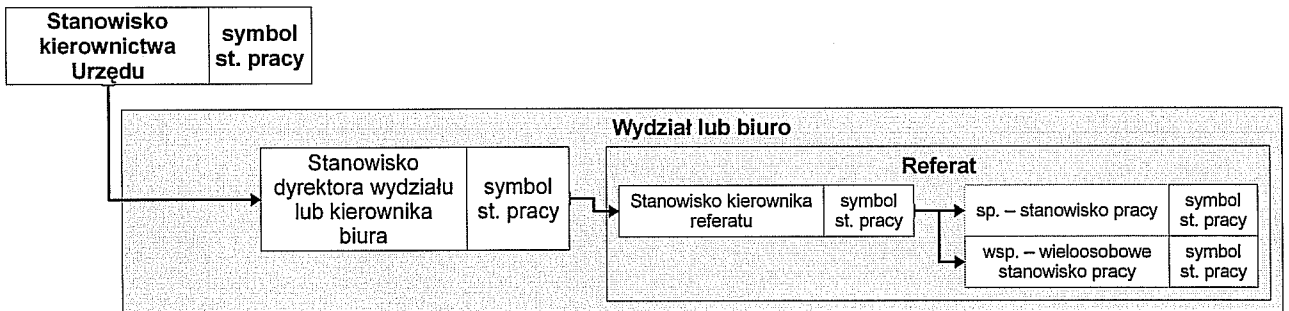 Stanowisko
kierownictwa
Urzędu
symbol
st. pracy
Wydział lub biuro
Stanowisko
dyrektora wydziału
lub kierownika
biura
symbol
st. pracy
Referat
Stanowisko kierownika
referatu
symbol
st. pracy
sp. – stanowisko pracy
symbol
st. pracy
wsp. – wieloosobowe
stanowisko pracy
symbol
st. pracy